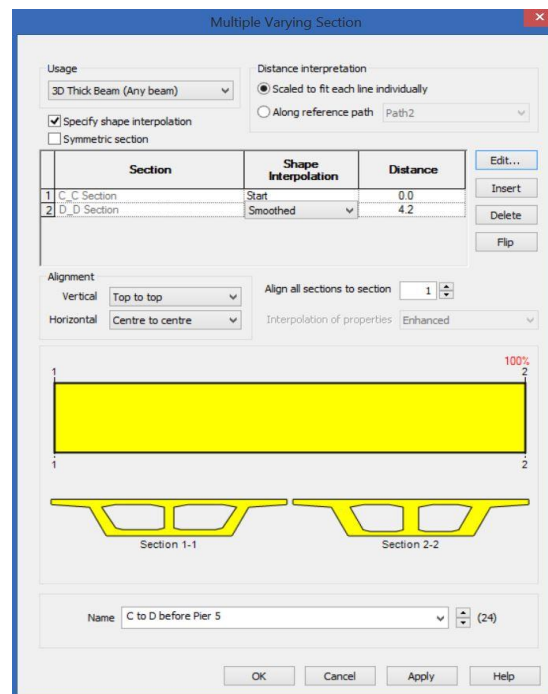 Multiple Varying Section
Usage
3D Thick Beam (Any beam)
Specify shape interpolation
Symmetric section
Distance interpretation
Scaled to fit each line individually
Along reference path Path2
Section Shape Interpolation Distance
1 C_C Section Start 0.0
2 D_D Section Smoothed 4.2
Edit...
Insert
Delete
Flip
Alignment
Vertical Top to top
Horizontal Centre to centre
Align all sections to section 1
Interpolation of properties Enhanced
100%
1 2
1 2
Section 1-1 Section 2-2
Name C to D before Pier 5 (24)
OK Cancel Apply Help